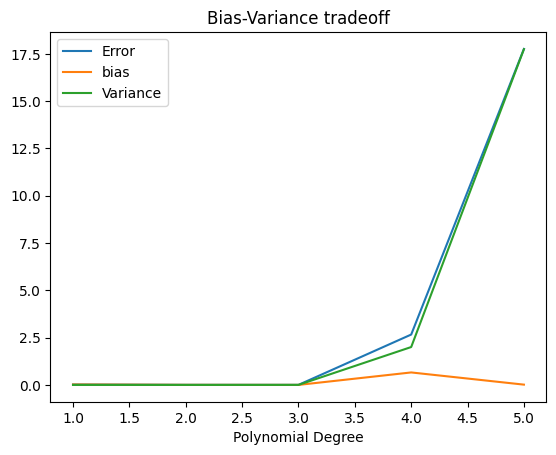 Bias-Variance tradeoff
Error
bias
Variance
17.5
15.0
12.5
10.0
7.5
5.0
2.5
0.0
1.0 1.5 2.0 2.5 3.0 3.5 4.0 4.5 5.0
Polynomial Degree